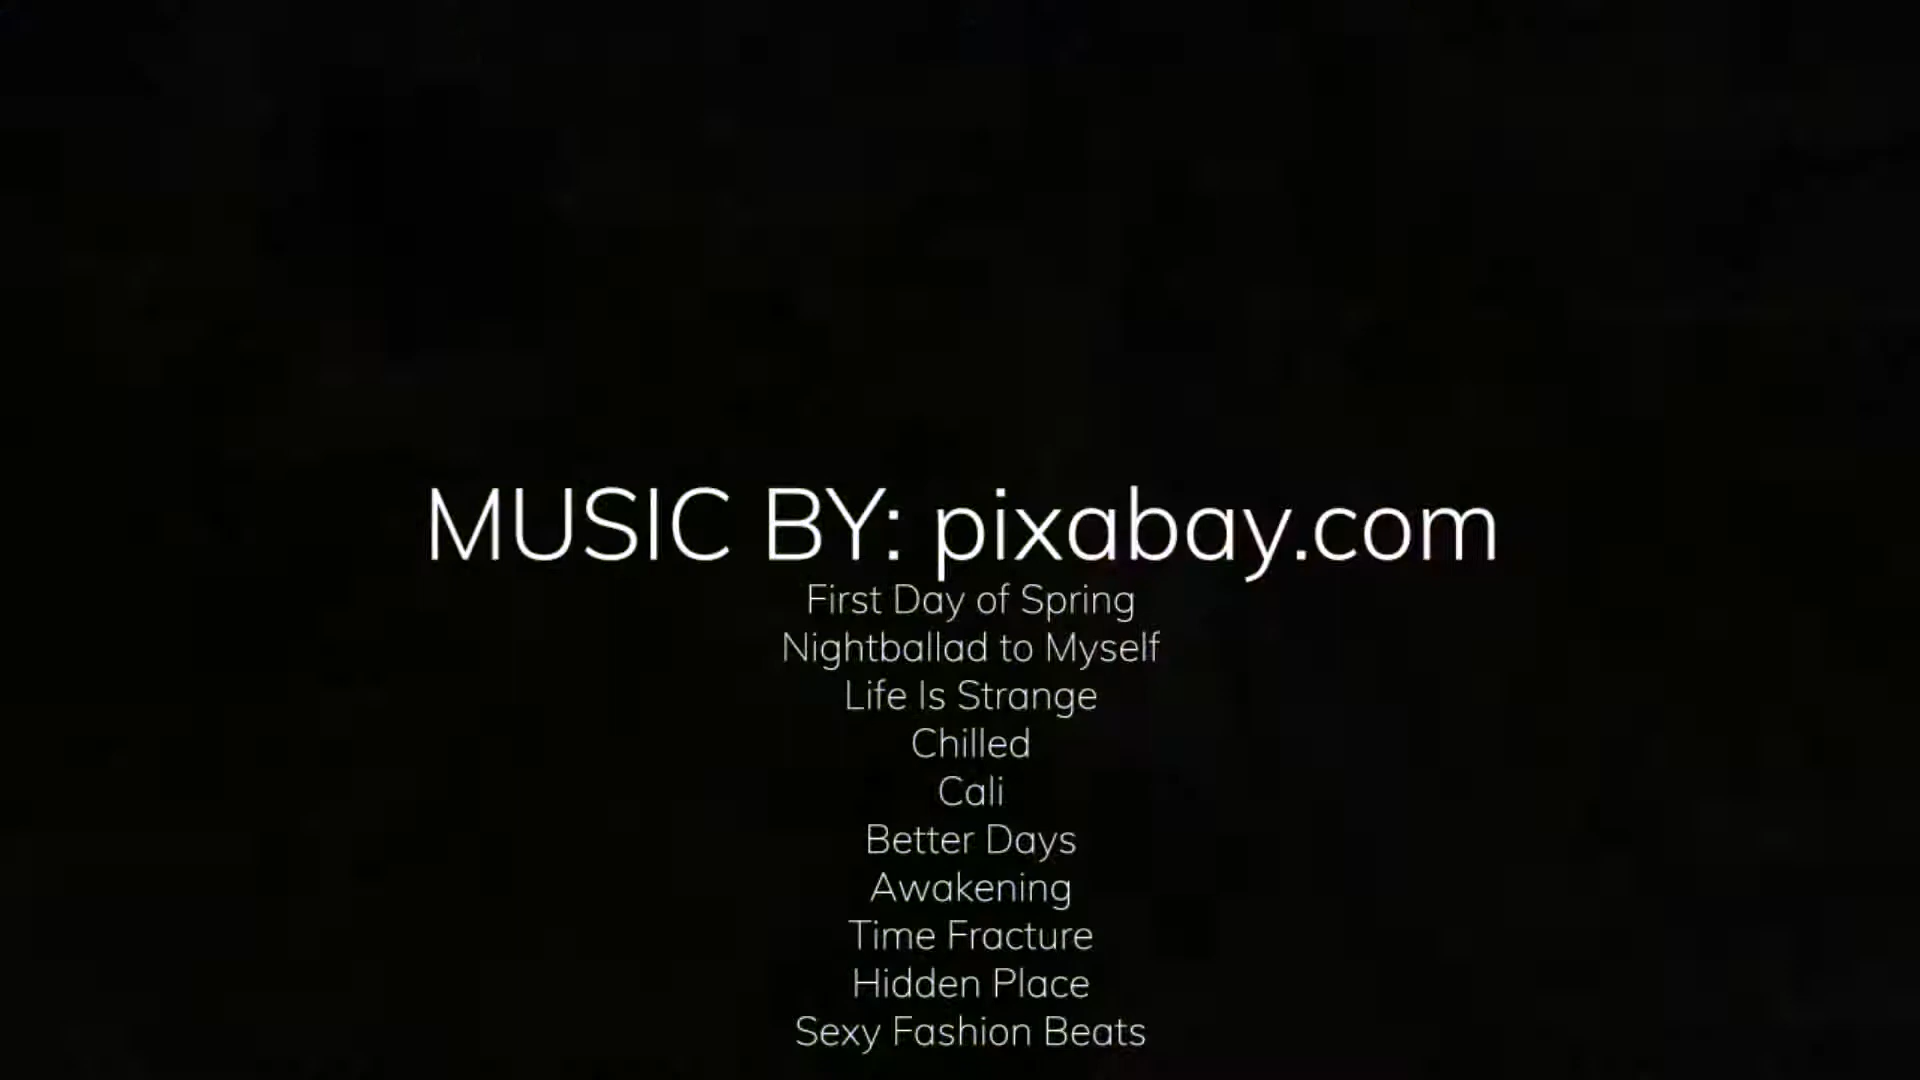 MUSIC BY: pixabay.com
First Day of Spring
Nightballad to Myself
Life Is Strange
Chilled
Cali
Better Days
Awakening
Time Fracture
Hidden Place
Sexy Fashion Beats